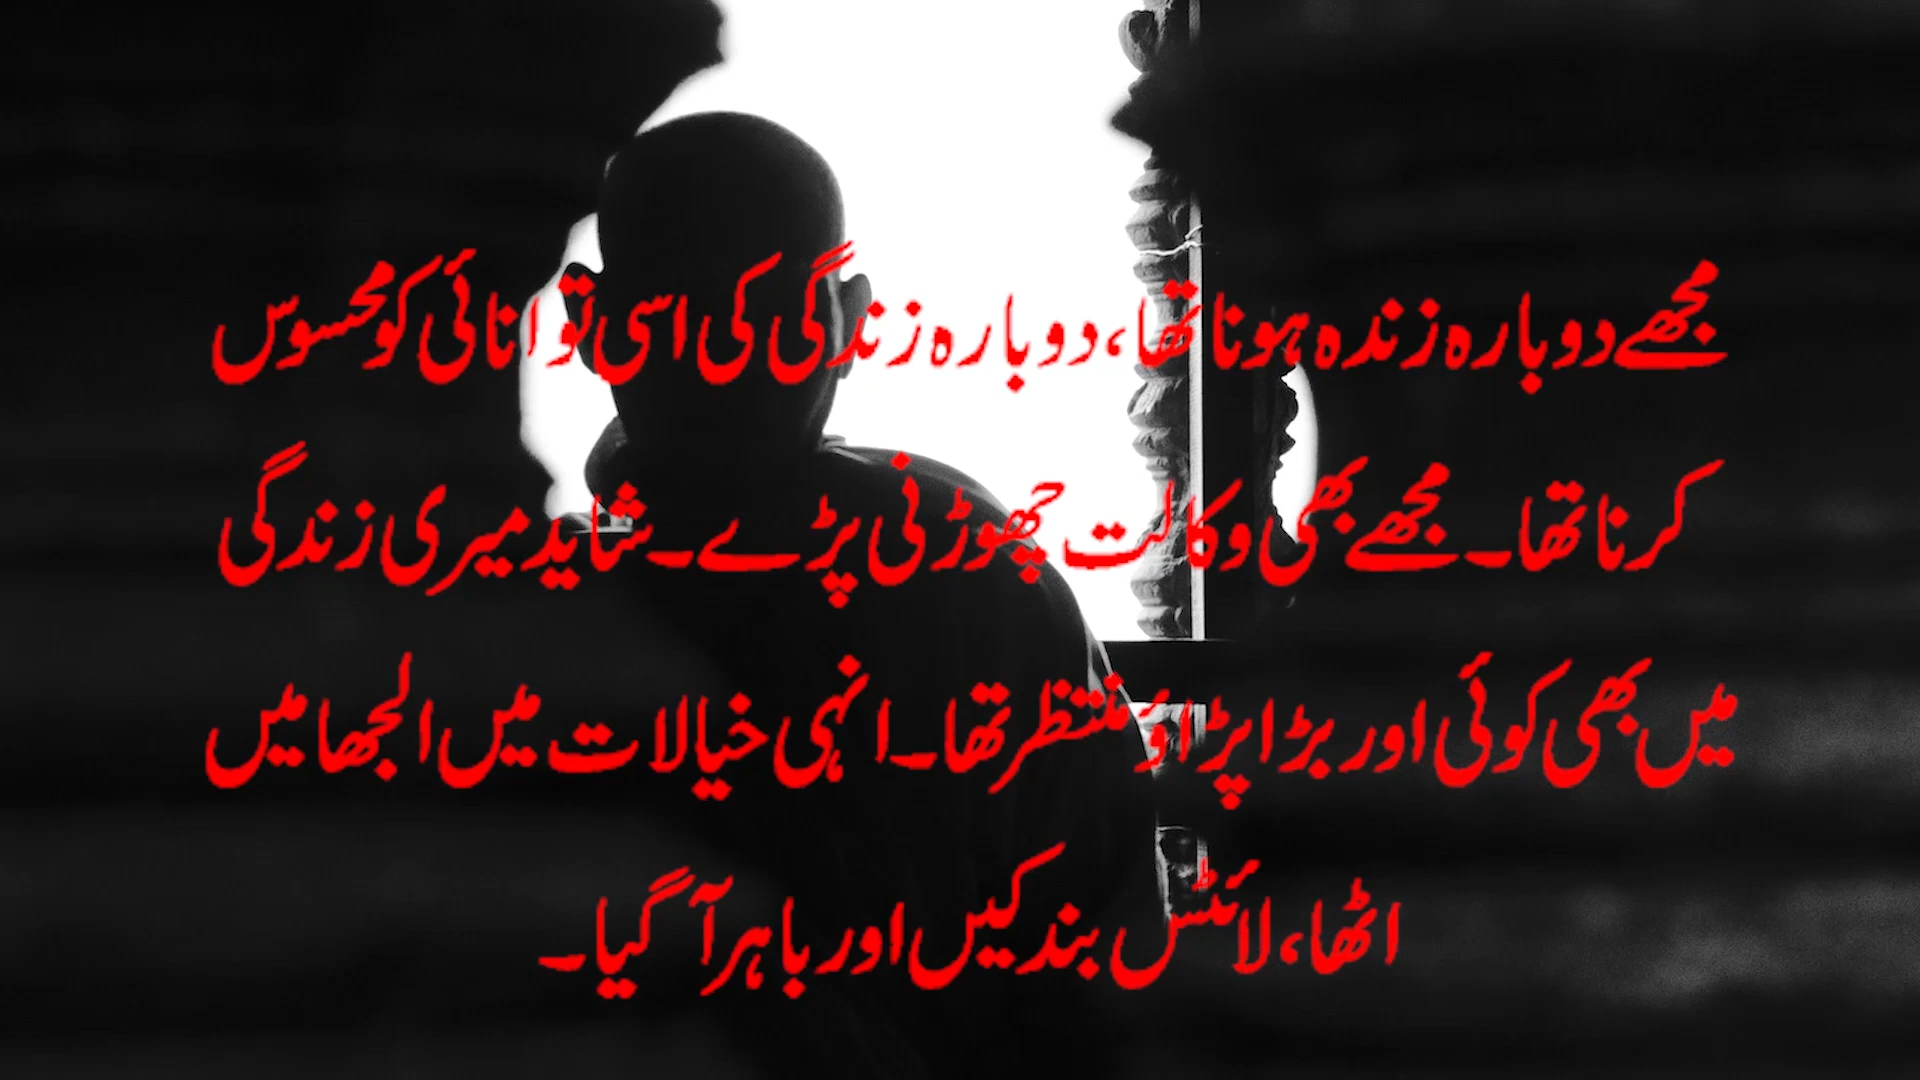 مجھے دوبارہ زندہ ہونا تھا، دوبارہ زندگی کی اسی توانائی کو محسوس
کرنا تھا۔ مجھے بھی وکالت چھوڑنی پڑے۔ شاید میری زندگی
میں بھی کوئی اور بڑا پڑاؤ منتظر تھا۔ انہی خیالات میں الجھا میں
اٹھا، لائٹس بند کیں اور باہر آ گیا۔